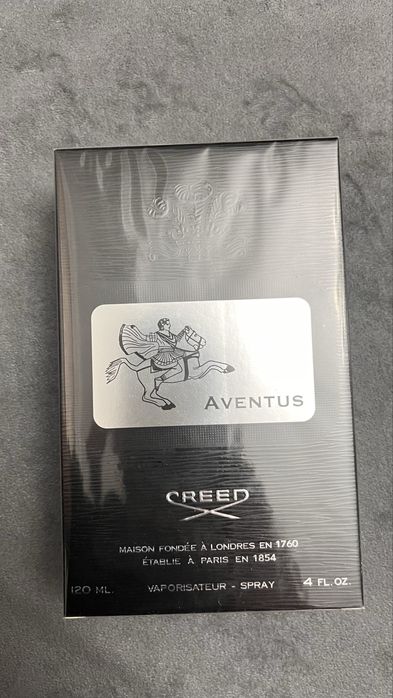 AVENTUS
CREED
MAISON FONDÉE À LONDRES EN 1760
ÉTABLIE À PARIS EN 1854
120 ML. VAPORISATEUR - SPRAY 4 FL.OZ.